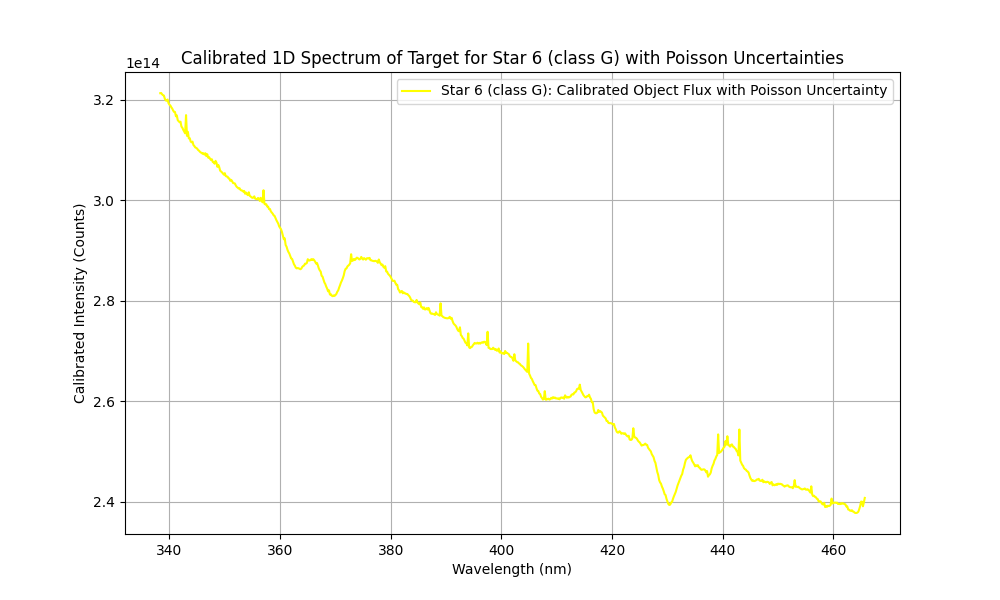 Calibrated 1D Spectrum of Target for Star 6 (class G) with Poisson Uncertainties
1e14
Star 6 (class G): Calibrated Object Flux with Poisson Uncertainty
Calibrated Intensity (Counts)
3.2
3.0
2.8
2.6
2.4
340 360 380 400 420 440 460
Wavelength (nm)